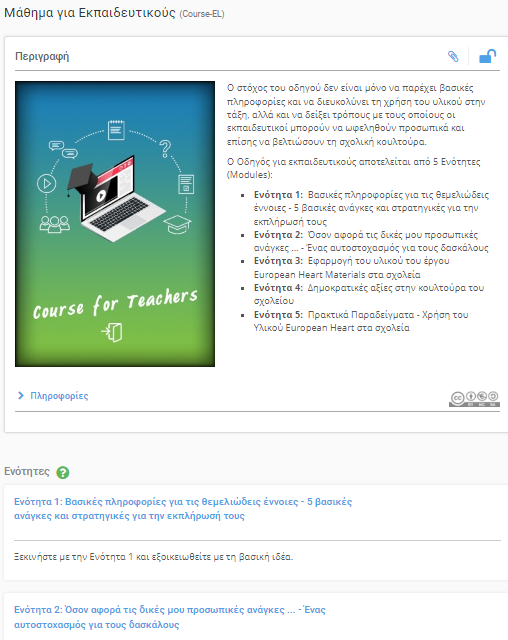 Μάθημα για Εκπαιδευτικούς (Course-EL)
Περιγραφή
Course for Teachers
Ο στόχος του οδηγού δεν είναι μόνο να παρέχει βασικές
πληροφορίες και να διευκολύνει τη χρήση του υλικού στην
τάξη, αλλά και να δείξει τρόπους με τους οποίους οι
εκπαιδευτικοί μπορούν να ωφεληθούν προσωπικά και
επίσης να βελτιώσουν τη σχολική κουλτούρα.
Ο Οδηγός για εκπαιδευτικούς αποτελείται από 5 Ενότητες
(Modules):
Ενότητα 1: Βασικές πληροφορίες για τις θεμελιώδεις
έννοιες - 5 βασικές ανάγκες και στρατηγικές για την
εκπλήρωσή τους
Ενότητα 2: Όσον αφορά τις δικές μου προσωπικές
ανάγκες ... - Ένας αυτοστοχασμός για τους δασκάλους
Ενότητα 3: Εφαρμογή του υλικού του έργου
European Heart Materials στα σχολεία
Ενότητα 4: Δημοκρατικές αξίες στην κουλτούρα του
σχολείου
Ενότητα 5: Πρακτικά Παραδείγματα - Χρήση του
Υλικού European Heart στα σχολεία
Πληροφορίες
Ενότητες
Ενότητα 1: Βασικές πληροφορίες για τις θεμελιώδεις έννοιες - 5 βασικές
ανάγκες και στρατηγικές για την εκπλήρωσή τους
Ξεκινήστε με την Ενότητα 1 και εξοικειωθείτε με τη βασική ιδέα.
Ενότητα 2: Όσον αφορά τις δικές μου προσωπικές ανάγκες ... - Ένας
αυτοστοχασμός για τους δασκάλους